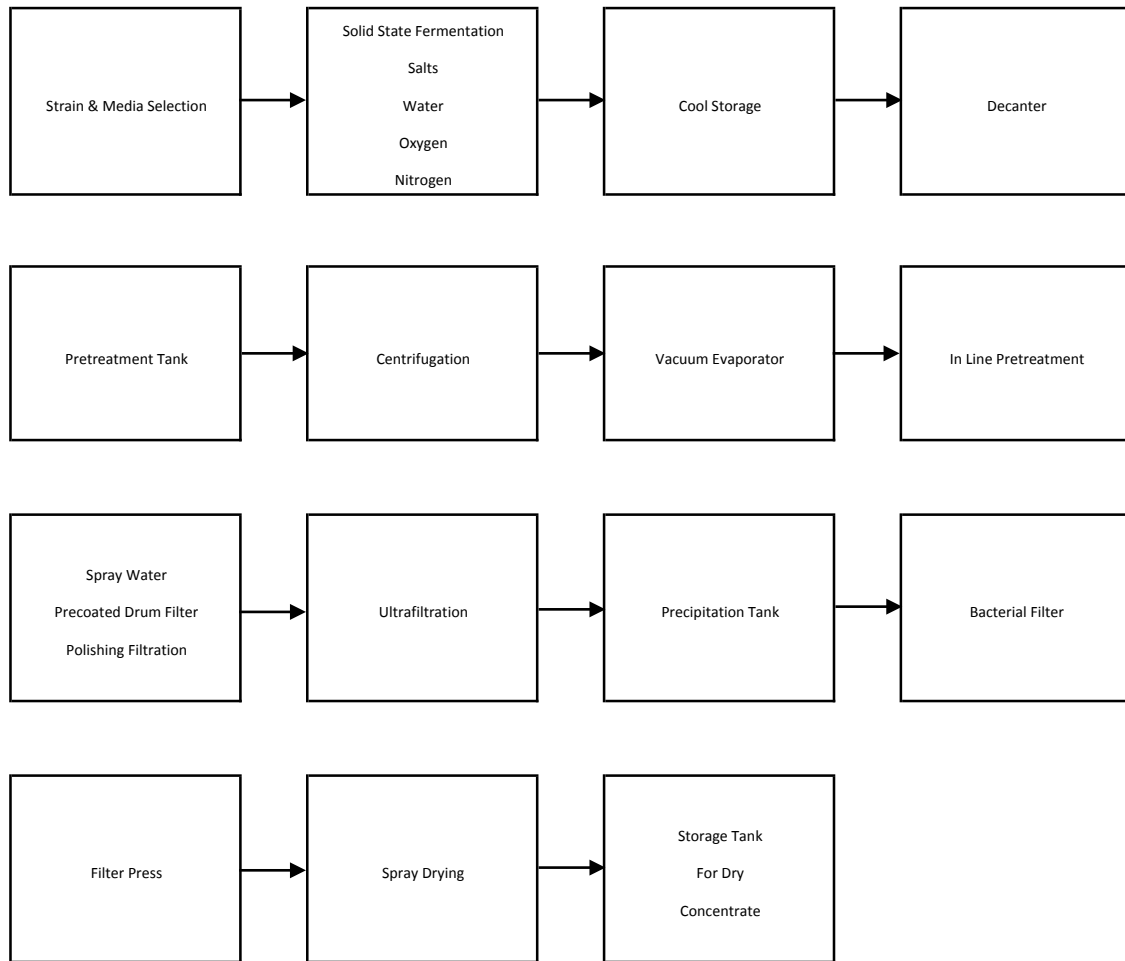 Strain & Media Selection
Solid State Fermentation
Salts
Water
Oxygen
Nitrogen
Cool Storage
Decanter
Pretreatment Tank
Centrifugation
Vacuum Evaporator
In Line Pretreatment
Spray Water
Precoated Drum Filter
Polishing Filtration
Ultrafiltration
Precipitation Tank
Bacterial Filter
Filter Press
Spray Drying
Storage Tank
For Dry
Concentrate